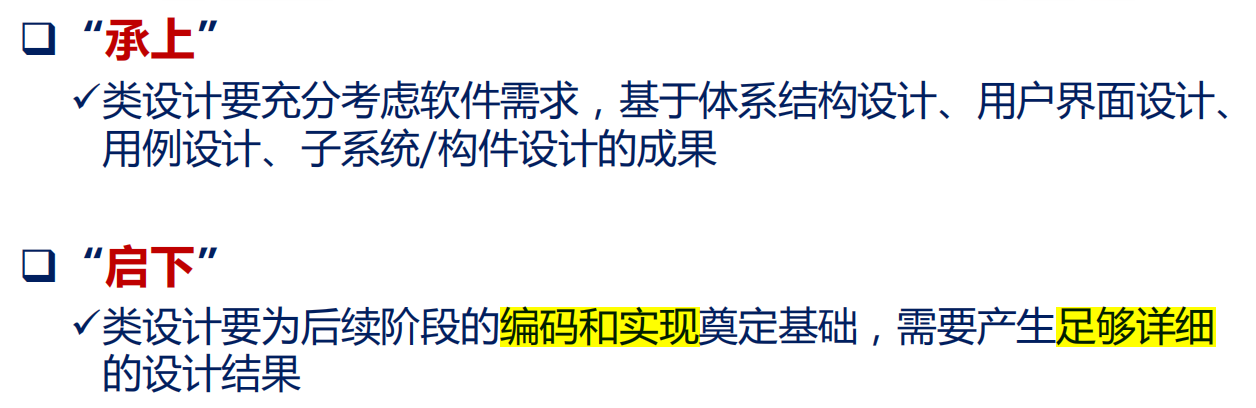 “承上”
类设计要充分考虑软件需求，基于体系结构设计、用户界面设计、
用例设计、子系统/构件设计的成果
“启下”
类设计要为后续阶段的编码和实现奠定基础，需要产生足够详细
的设计结果